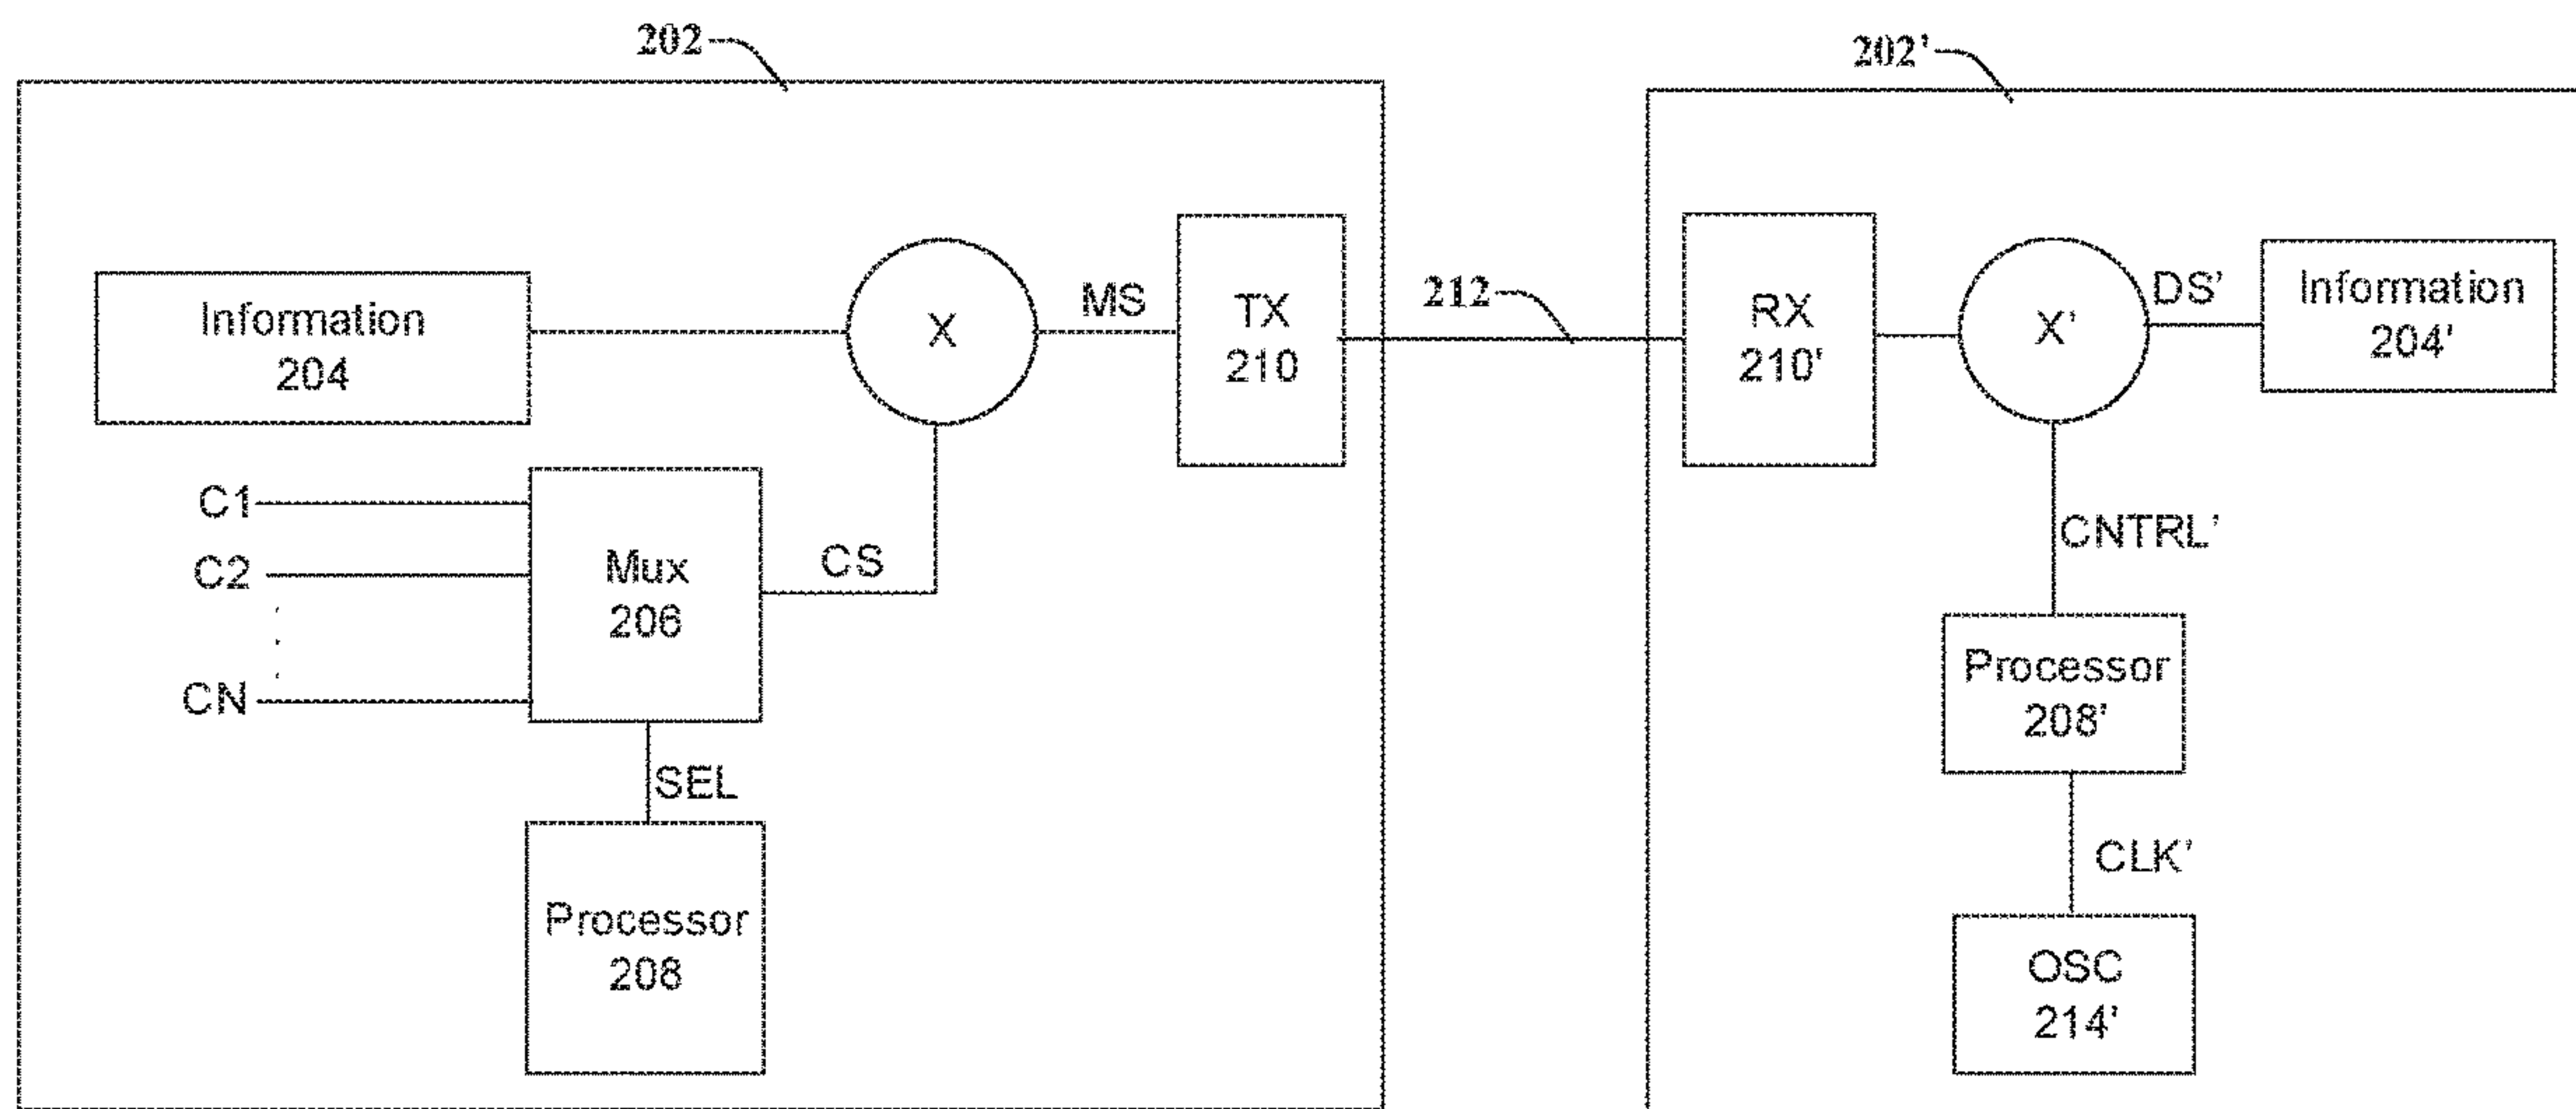 202
202'
Information
204
X
MS
TX
210
212
RX
210'
X'
DS'
Information
204'
C1
C2
CN
Mux
206
CS
SEL
Processor
208
CNTRL'
Processor
208'
CLK'
OSC
214'